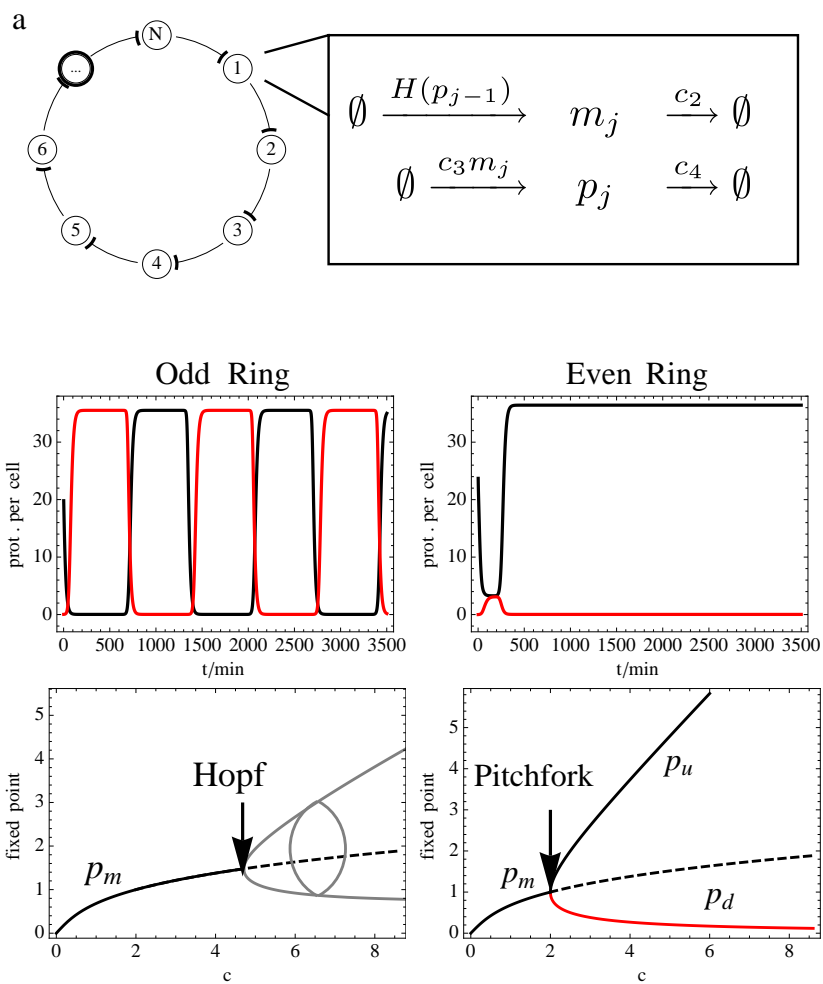 a
N
...
1
6
2
5
3
4
H(p_{j−1})
∅ ⟶ m_j ⟶ ∅
c_2
c_3 m_j
∅ ⟶ p_j ⟶ ∅
c_4
Odd Ring
prot. per cell
30
20
10
0
0 500 1000 1500 2000 2500 3000 3500
t/min
Even Ring
prot. per cell
30
20
10
0
0 500 1000 1500 2000 2500 3000 3500
t/min
fixed point
5
4
3
2
1
0
Hopf
p_m
0 2 4 6 8
c
fixed point
5
4
3
2
1
0
Pitchfork
p_u
p_m
p_d
0 2 4 6 8
c